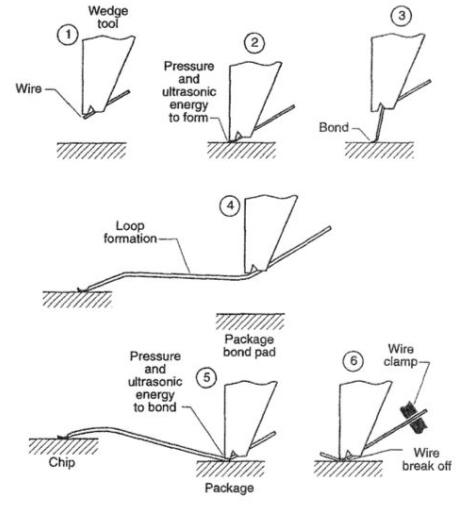 Wedge
tool
1
Wire
2
Pressure
and
ultrasonic
energy
to form
3
Bond
4
Loop
formation
Package
bond pad
Pressure
and
ultrasonic
energy
to bond
5
Chip
Package
6
Wire
clamp
Wire
break off